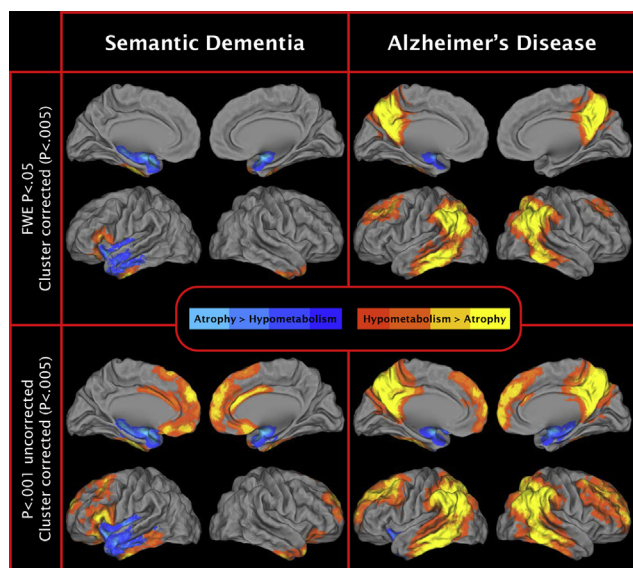 Semantic Dementia
Alzheimer's Disease
FWE P<.05
Cluster corrected (P<.005)
Atrophy > Hypometabolism
Hypometabolism > Atrophy
P<.001 uncorrected
Cluster corrected (P<.005)